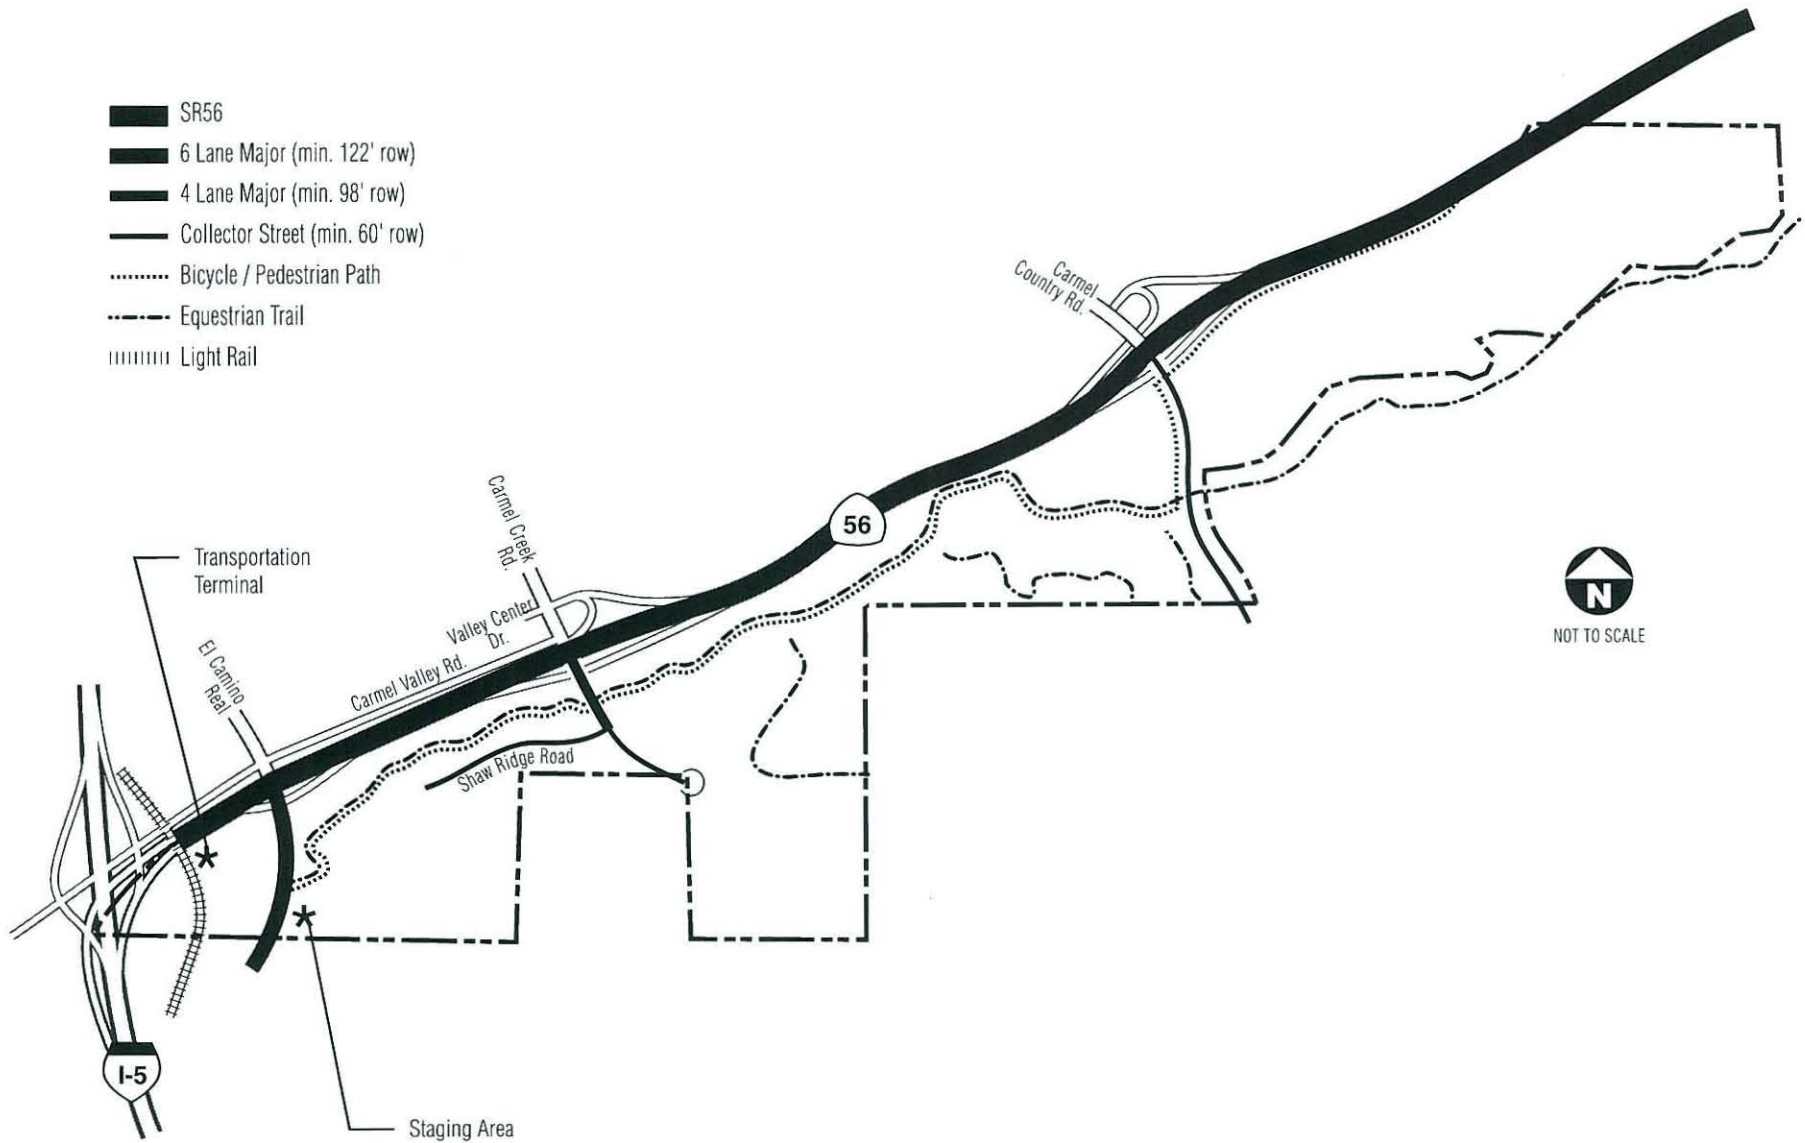 SR56
6 Lane Major (min. 122' row)
4 Lane Major (min. 98' row)
Collector Street (min. 60' row)
Bicycle / Pedestrian Path
Equestrian Trail
Light Rail
Carmel
Country Rd.
56
Carmel Creek
Rd
Transportation
Terminal
Valley Center
Dr.
El Camino
Real
Carmel Valley Rd.
Shaw Ridge Road
N
NOT TO SCALE
I-5
Staging Area